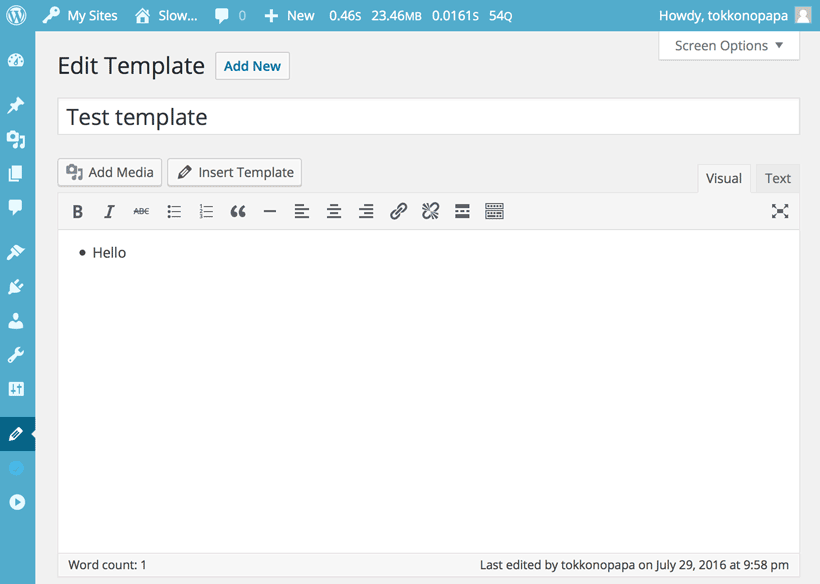 My Sites Slow... 0 New 0.46s 23.46MB 0.0161s 54Q Howdy, tokkonopapa
Screen Options
Edit Template Add New
Test template
Add Media Insert Template
Visual Text
B I ABC
Hello
Word count: 1 Last edited by tokkonopapa on July 29, 2016 at 9:58 pm